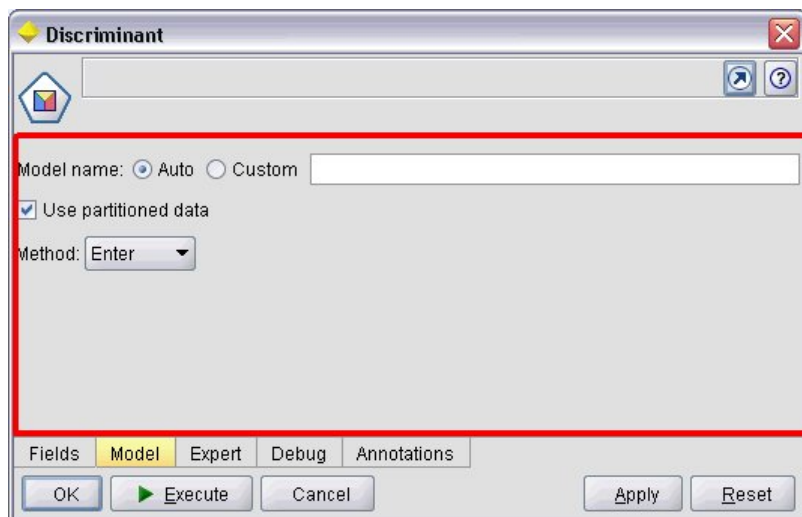 Discriminant
Model name: Auto Custom
Use partitioned data
Method: Enter
Fields Model Expert Debug Annotations
OK Execute Cancel Apply Reset